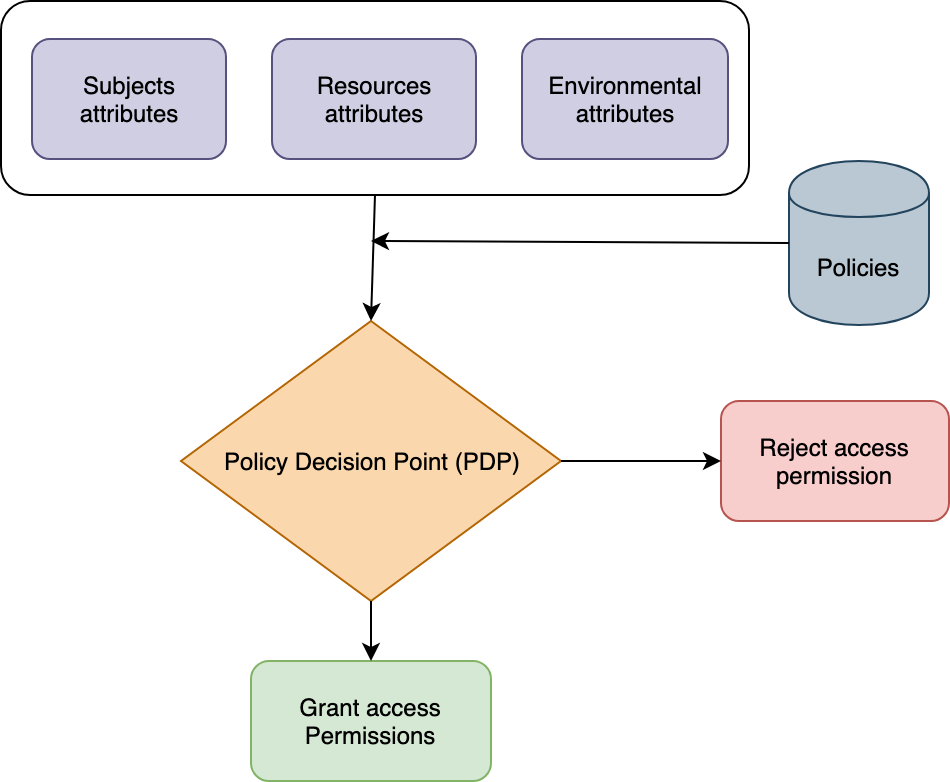 Subjects
attributes
Resources
attributes
Environmental
attributes
Policies
Policy Decision Point (PDP)
Reject access
permission
Grant access
Permissions